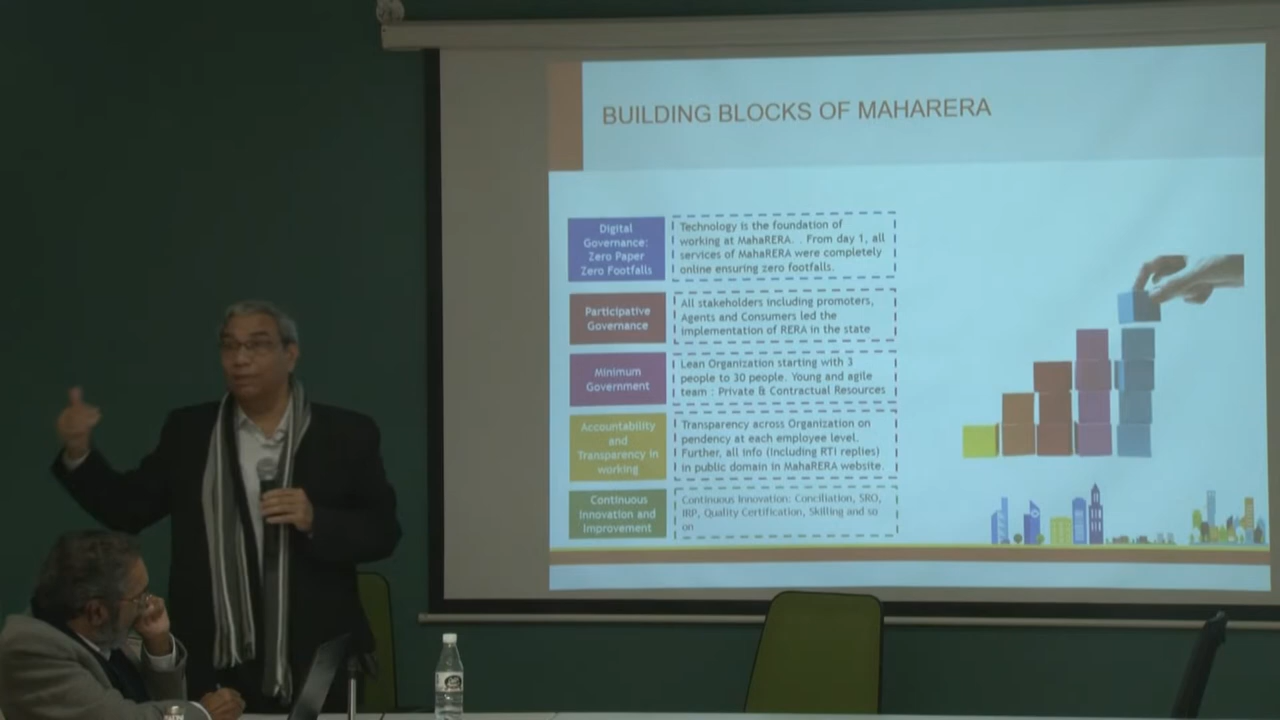 BUILDING BLOCKS OF MAHARERA
Digital
Governance:
Zero Paper
Zero Footfalls
Technology is the foundation of
working at MahaRERA. . From day 1, all
services of MahaRERA were completely
online ensuring zero footfalls.
Participative
Governance
All stakeholders including promoters,
Agents and Consumers led the
implementation of RERA in the state
Minimum
Government
Lean Organization starting with 3
people to 30 people. Young and agile
team : Private & Contractual Resources
Accountability
and
Transparency in
working
Transparency across Organization on
pendency at each employee level.
Further, all info (including RTI replies)
in public domain in MahaRERA website.
Continuous
Innovation and
Improvement
Continuous Innovation: Conciliation, SRO,
IRP, Quality Certification, Skilling and so
on